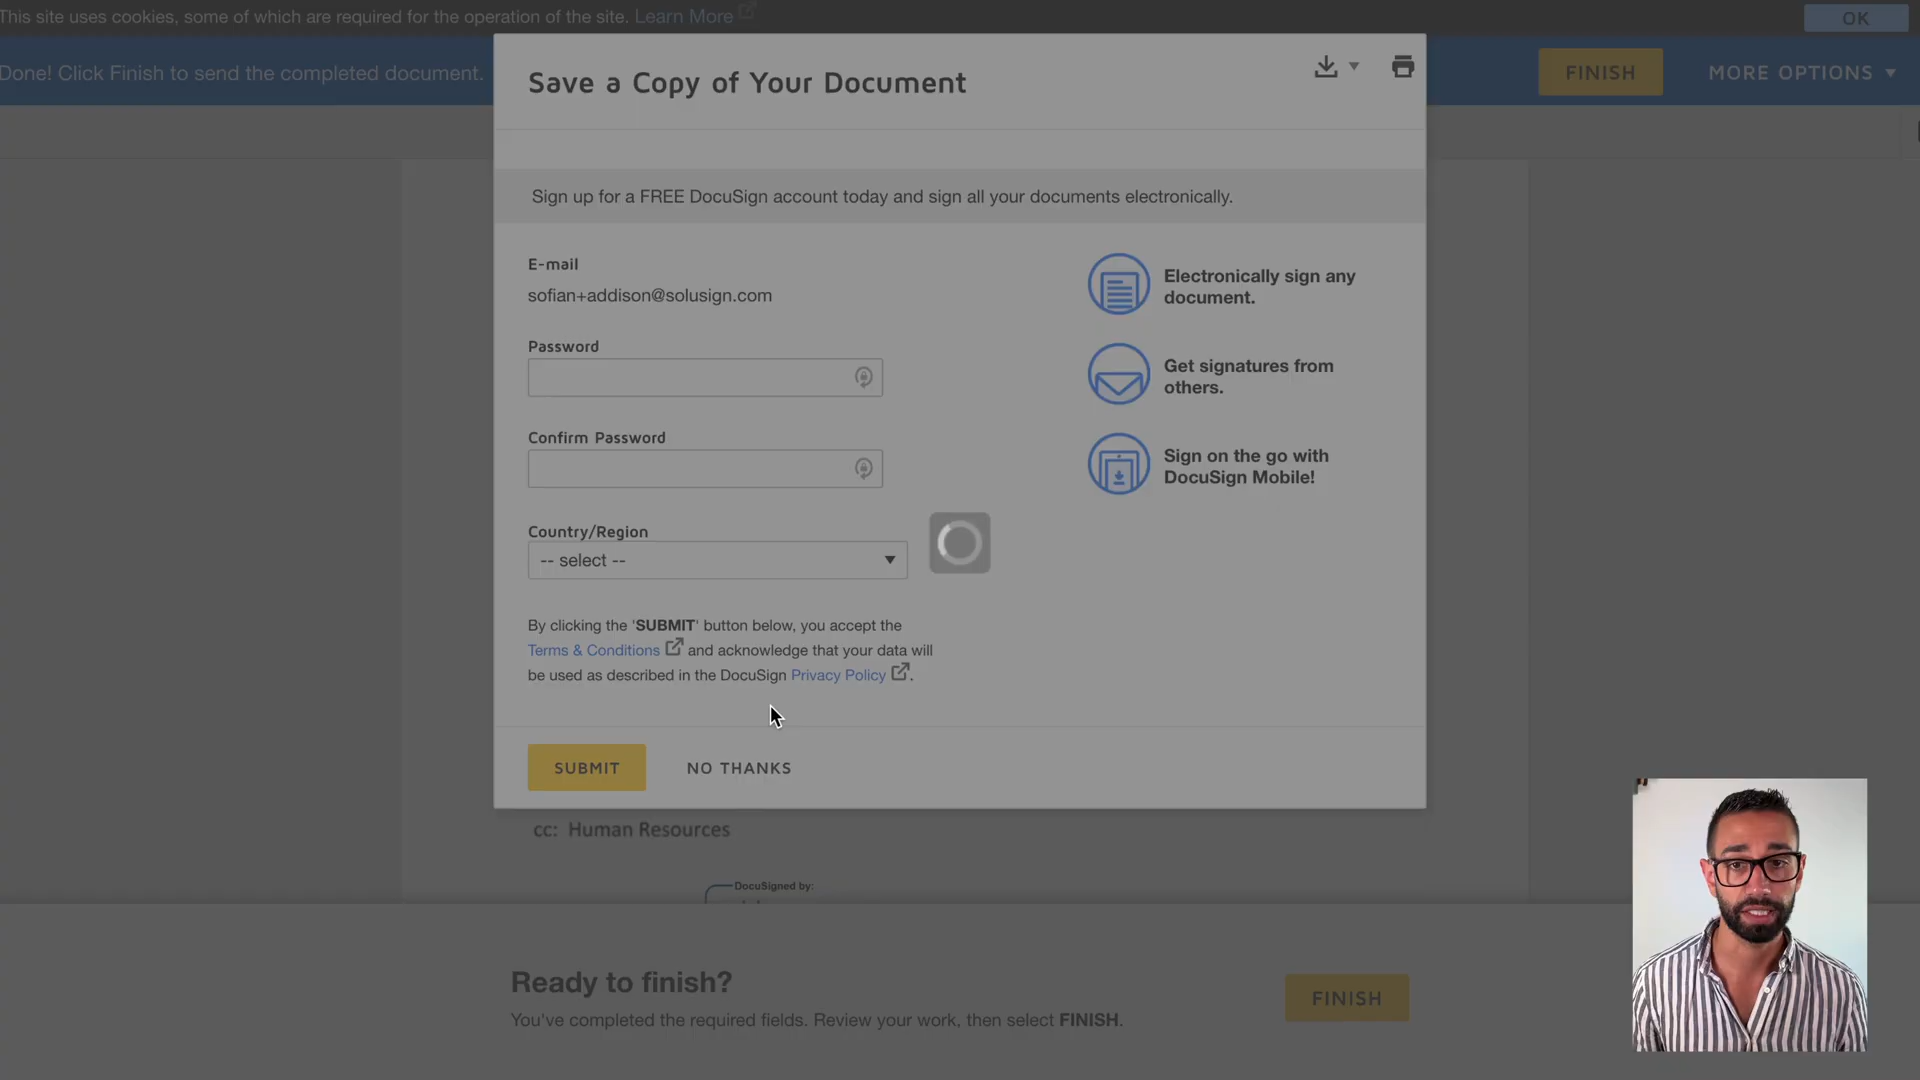 This site uses cookies, some of which are required for the operation of the site. Learn More
OK
Done! Click Finish to send the completed document.
FINISH
MORE OPTIONS
Save a Copy of Your Document
Sign up for a FREE DocuSign account today and sign all your documents electronically.
E-mail
sofian+addison@solusign.com
Password
Confirm Password
Country/Region
-- select --
By clicking the 'SUBMIT' button below, you accept the
Terms & Conditions and acknowledge that your data will
be used as described in the DocuSign Privacy Policy .
SUBMIT
NO THANKS
Electronically sign any
document.
Get signatures from
others.
Sign on the go with
DocuSign Mobile!
cc: Human Resources
DocuSigned by:
Ready to finish?
You've completed the required fields. Review your work, then select FINISH.
FINISH